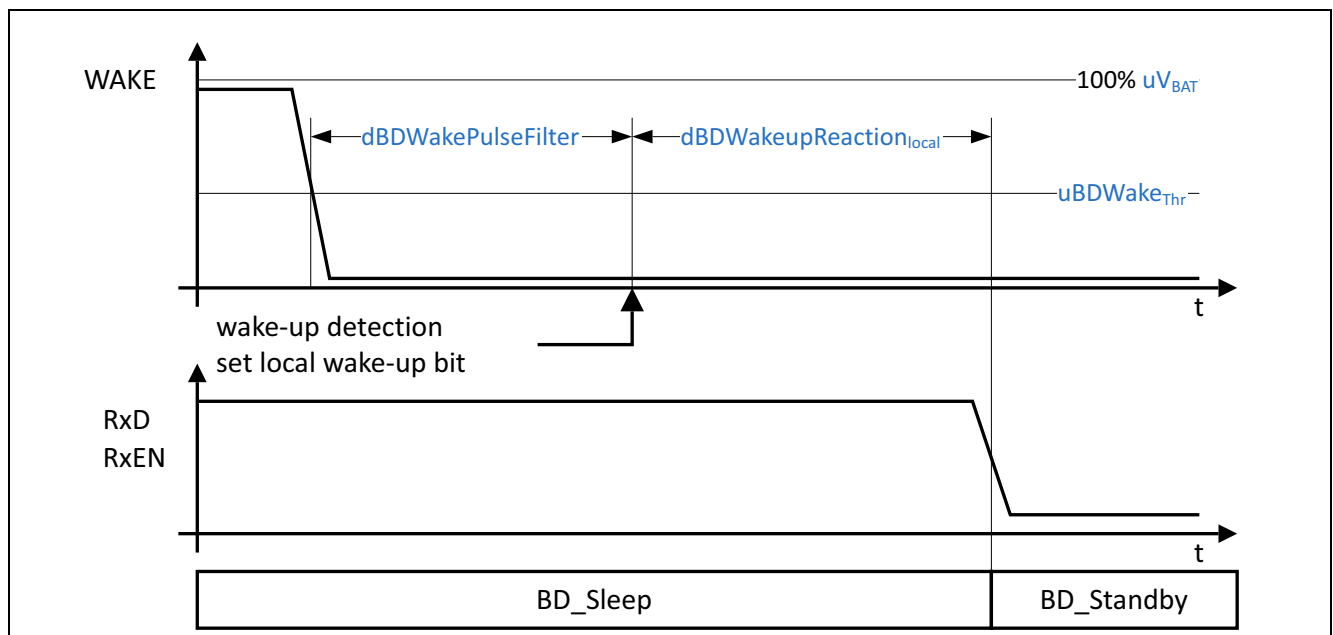 WAKE
100% uVBAT
dBDWakePulseFilter
dBDWakeupReactionlocal
uBDWakeThr
t
wake-up detection
set local wake-up bit
RxD
RxEN
t
BD_Sleep
BD_Standby